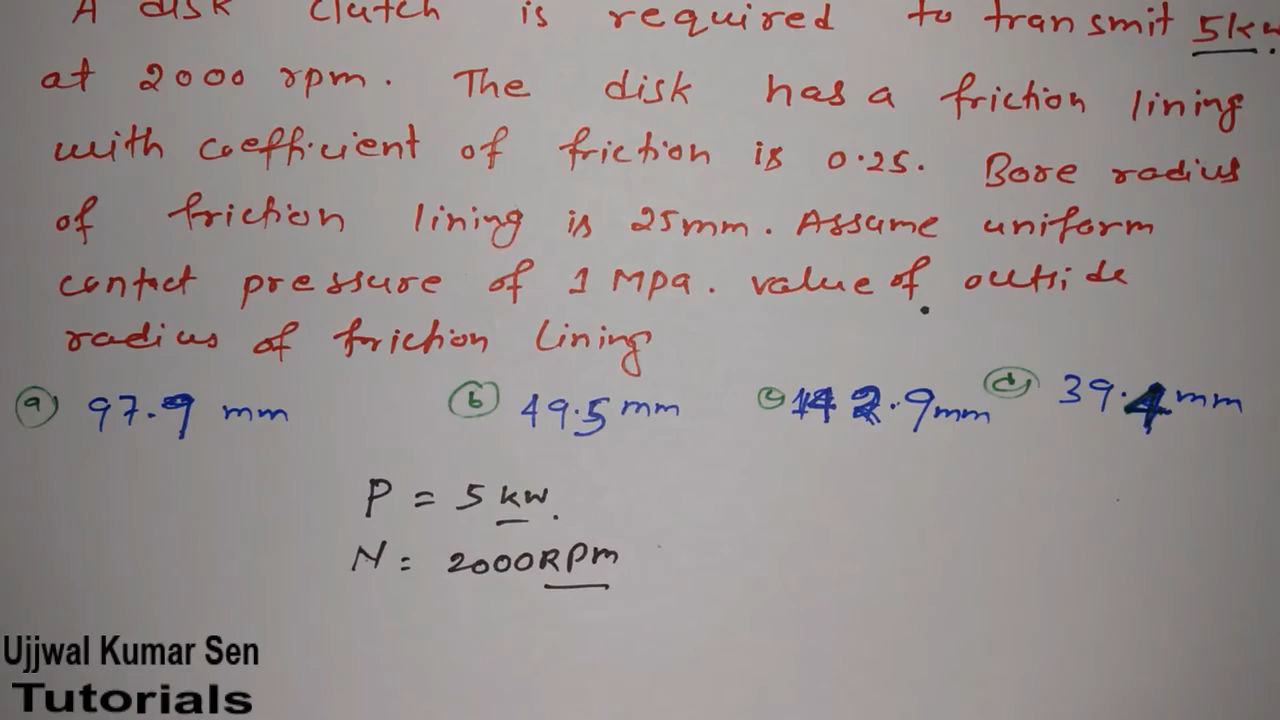 A disk clutch is required to transmit 5kw
at 2000 rpm. The disk has a friction lining
with coefficient of friction is 0.25. Bore radius
of friction lining is 25mm. Assume uniform
contact pressure of 1 MPa. value of outside
radius of friction lining
(a) 97.9 mm (b) 49.5 mm (c) 142.9mm (d) 39.4 mm
P = 5 kw.
N = 2000RPm
Ujjwal Kumar Sen
Tutorials